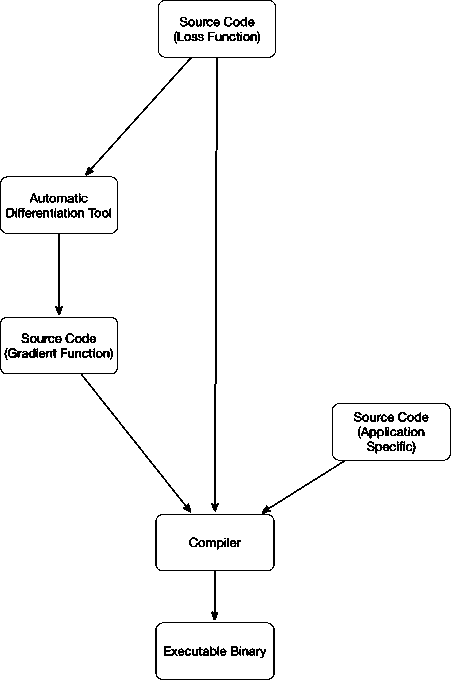 Source Code
(Loss Function)
Automatic
Differentiation Tool
Source Code
(Gradient Function)
Source Code
(Application
Specific)
Compiler
Executable Binary